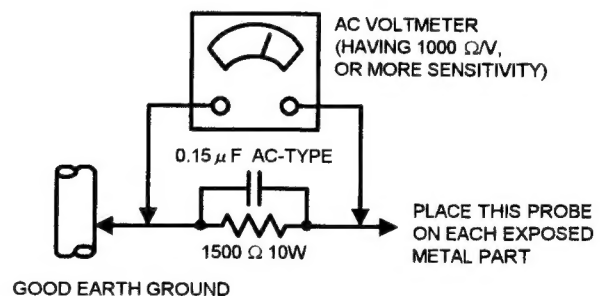 AC VOLTMETER
(HAVING 1000 Ω/V,
OR MORE SENSITIVITY)
0.15 μ F AC-TYPE
1500 Ω 10W
PLACE THIS PROBE
ON EACH EXPOSED
METAL PART
GOOD EARTH GROUND